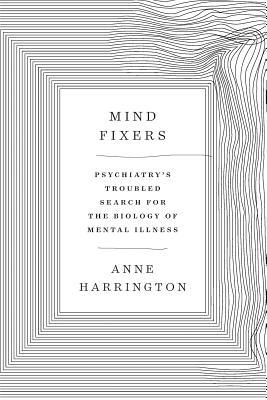 MIND
FIXERS
PSYCHIATRY'S
TROUBLED
SEARCH FOR
THE BIOLOGY OF
MENTAL ILLNESS
ANNE
HARRINGTON